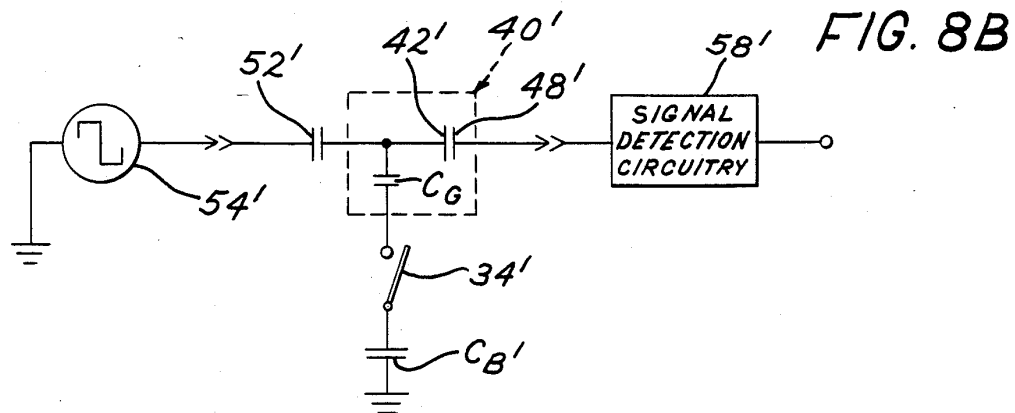 FIG. 8B
40'
58'
52'
42'
48'
SIGNAL
DETECTION
CIRCUITRY
54'
C_G
34'
C_B'